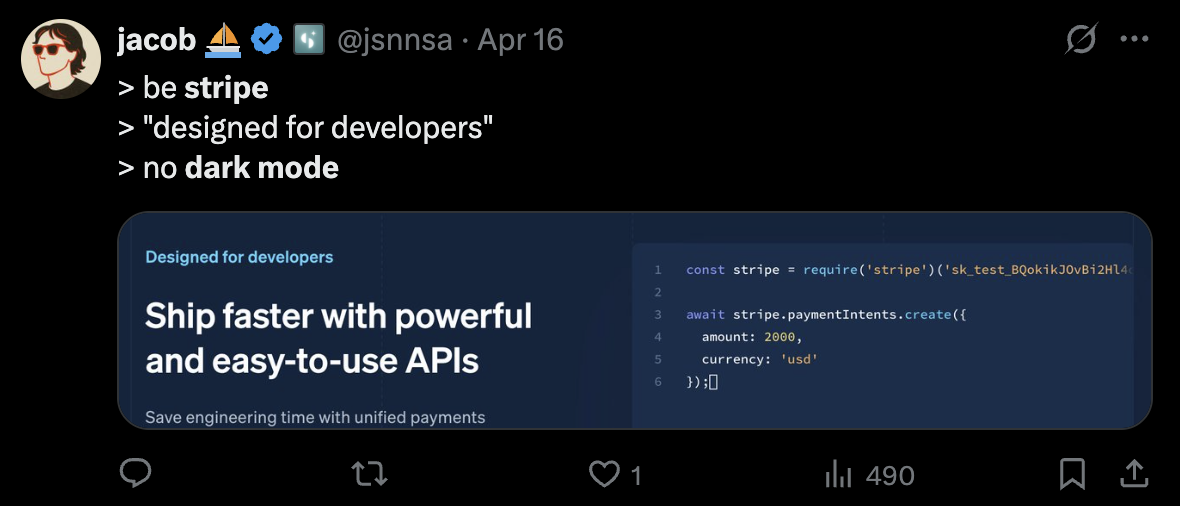 jacob @jsnnsa · Apr 16
> be stripe
> "designed for developers"
> no dark mode
Designed for developers
Ship faster with powerful
and easy-to-use APIs
Save engineering time with unified payments
1 const stripe = require('stripe')('sk_test_BQokikJOvBi2Hl4
2
3 await stripe.paymentIntents.create({
4 amount: 2000,
5 currency: 'usd'
6 });
1 490